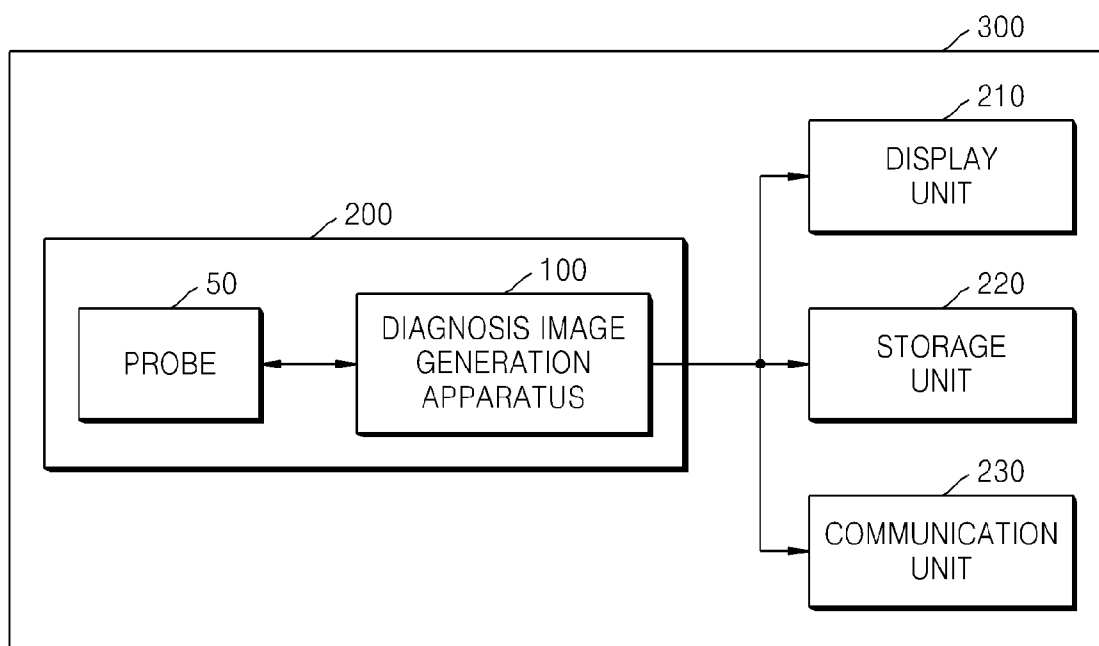 300
210
DISPLAY
UNIT
200
50
PROBE
100
DIAGNOSIS IMAGE
GENERATION
APPARATUS
220
STORAGE
UNIT
230
COMMUNICATION
UNIT